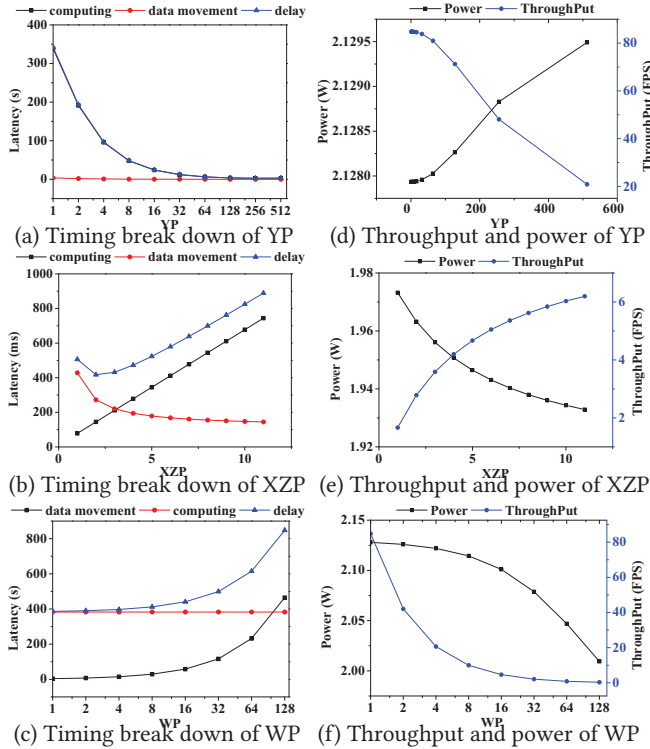 computing data movement delay
400
300
200
100
0
Latency (s)
1 2 4 8 16 32 64 128 256 512
YP
(a) Timing break down of YP
Power ThroughPut
2.1295
2.1288
2.1280
Power (W)
80
60
40
20
ThroughPut (FPS)
0 200 400 600
YP
(d) Throughput and power of YP
computing data movement delay
1000
800
600
400
200
0
Latency (ms)
0 5 10
XZP
(b) Timing break down of XZP
Power ThroughPut
1.98
1.96
1.94
1.92
Power (W)
6
4
2
ThroughPut (FPS)
0 5 10
XZP
(e) Throughput and power of XZP
data movement computing delay
800
600
400
200
0
Latency (s)
1 2 4 8 16 32 64 128
WP
(c) Timing break down of WP
Power ThroughPut
2.15
2.10
2.05
2.00
Power (W)
80
60
40
20
0
ThroughPut (FPS)
1 2 4 8 16 32 64 128
WP
(f) Throughput and power of WP